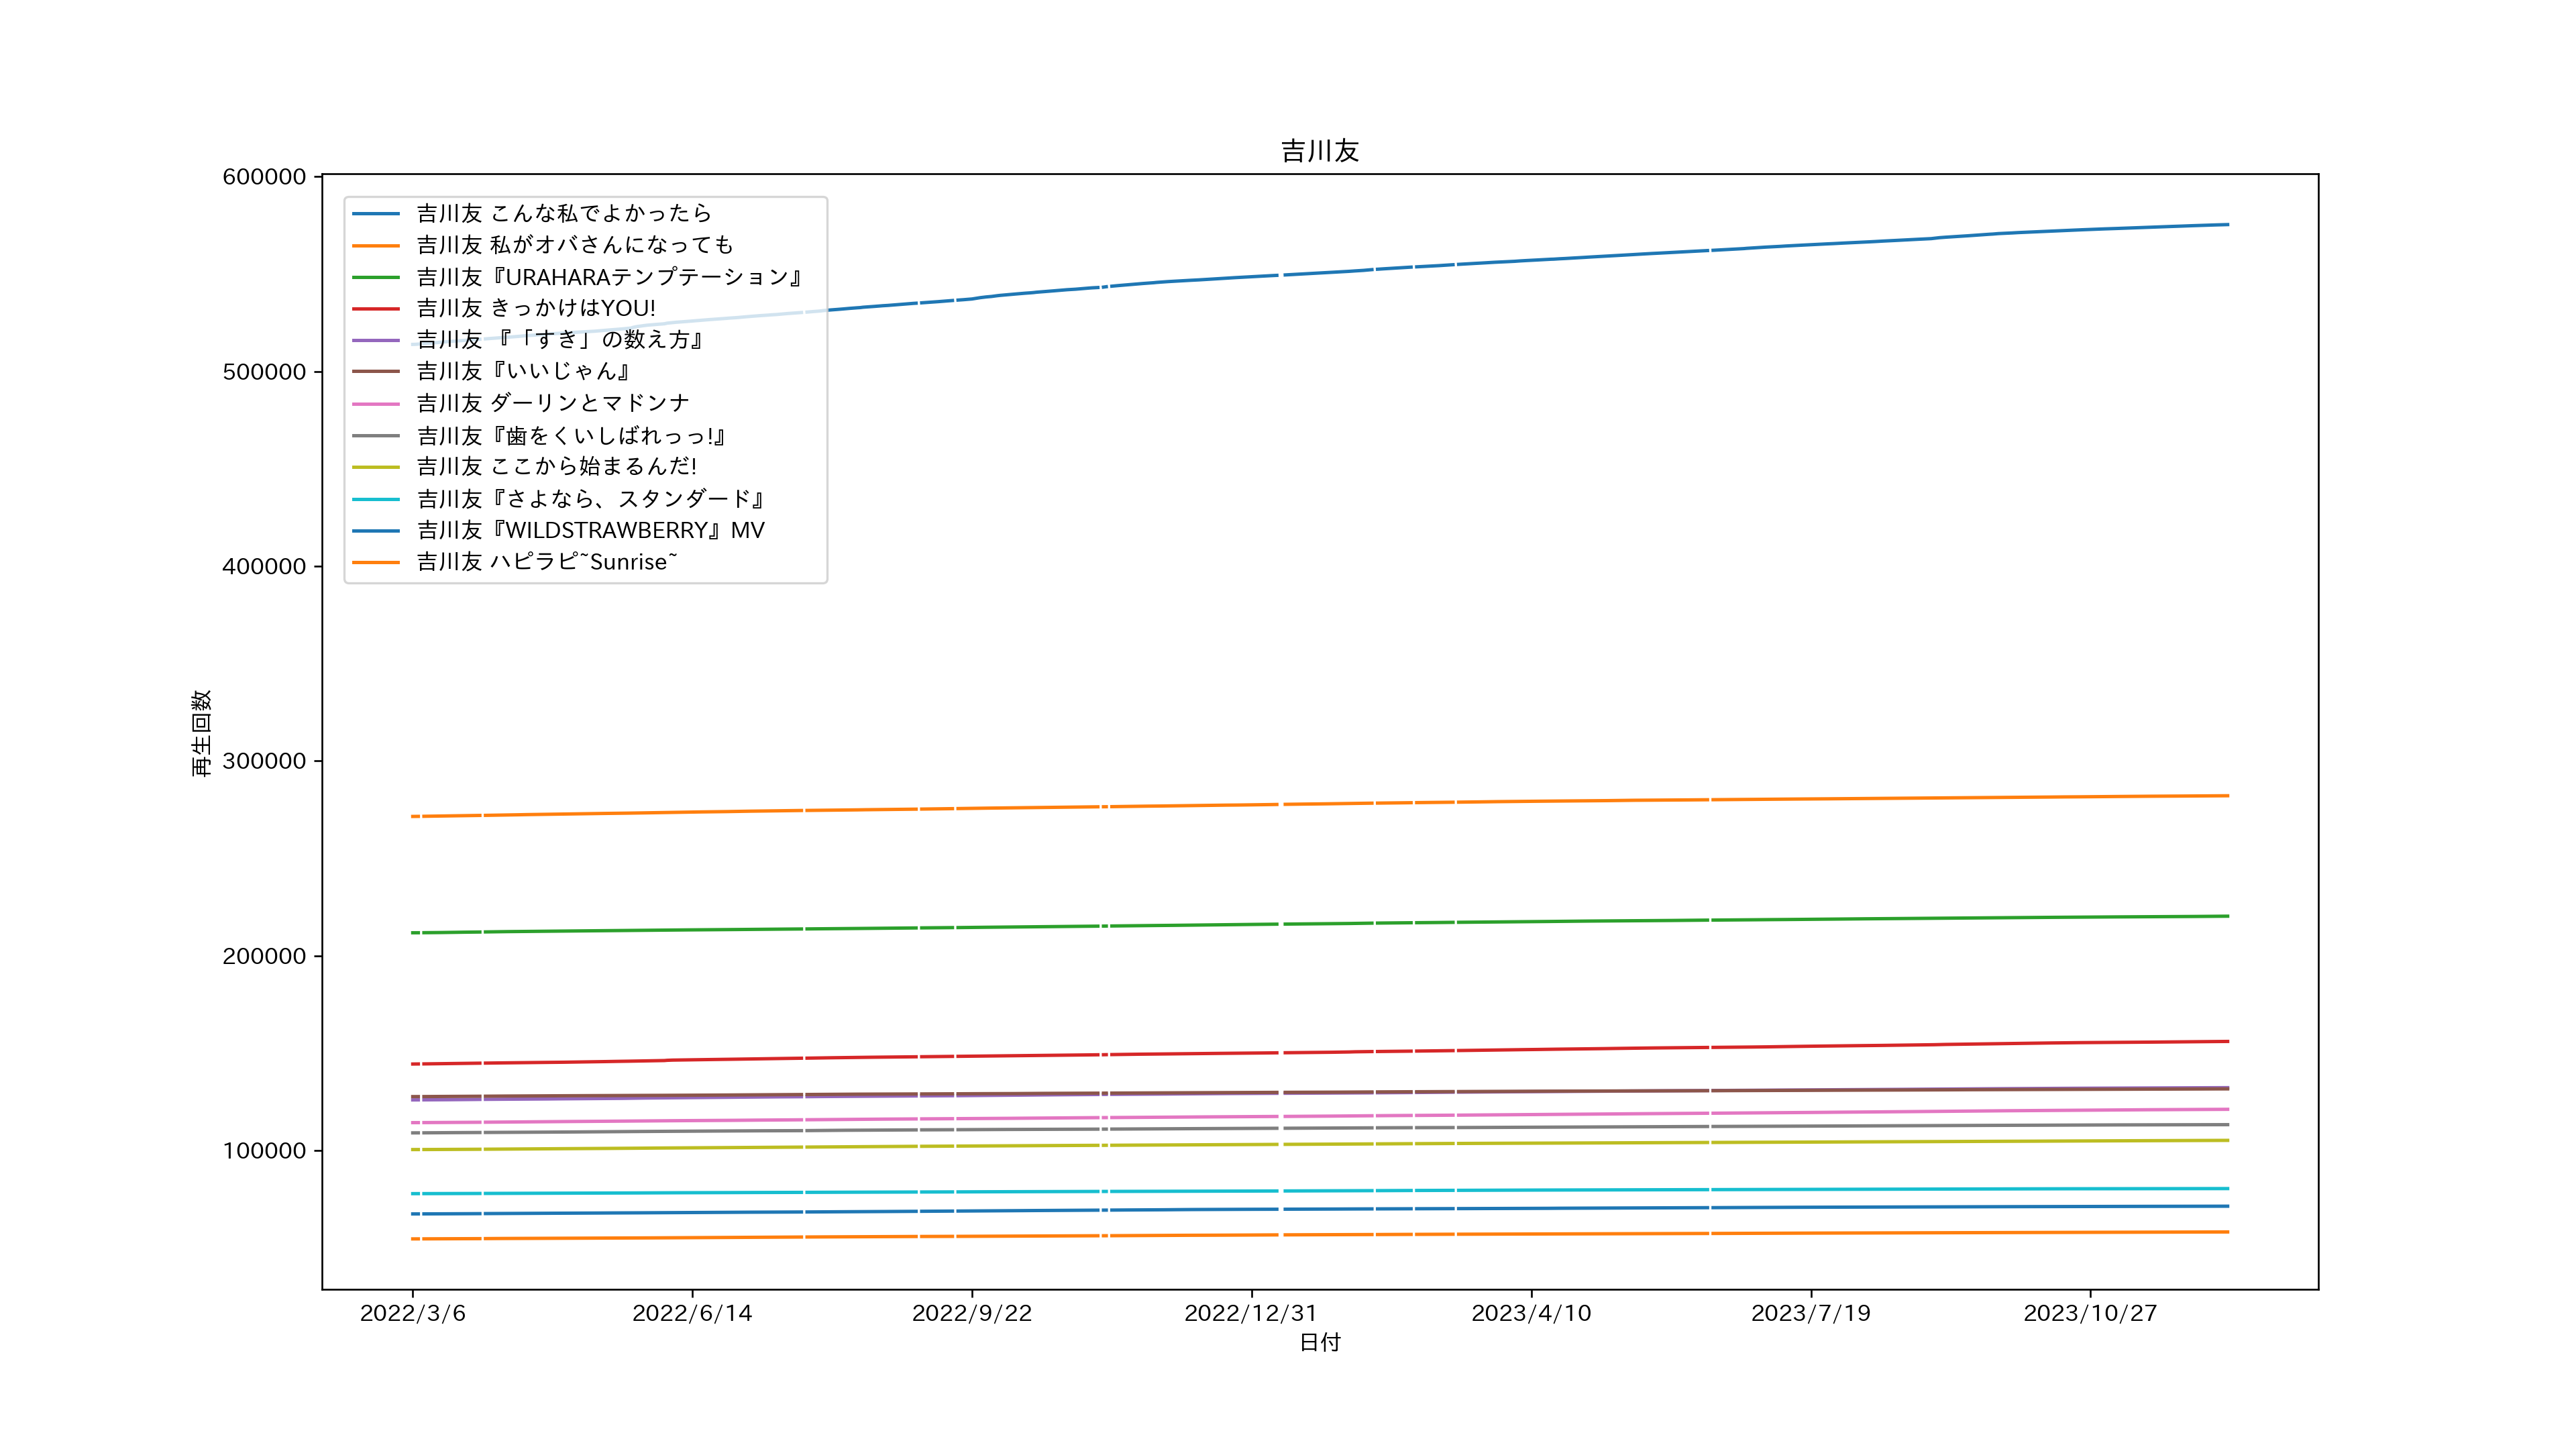 吉川友
600000
500000
400000
300000
200000
100000
再生回数
吉川友 こんな私でよかったら
吉川友 私がオバさんになっても
吉川友『URAHARAテンプテーション』
吉川友 きっかけはYOU!
吉川友 『「すき」の数え方』
吉川友『いいじゃん』
吉川友 ダーリンとマドンナ
吉川友『歯をくいしばれっっ!』
吉川友 ここから始まるんだ!
吉川友『さよなら、スタンダード』
吉川友『WILDSTRAWBERRY』MV
吉川友 ハピラピ~Sunrise~
2022/3/6
2022/6/14
2022/9/22
2022/12/31
2023/4/10
2023/7/19
2023/10/27
日付